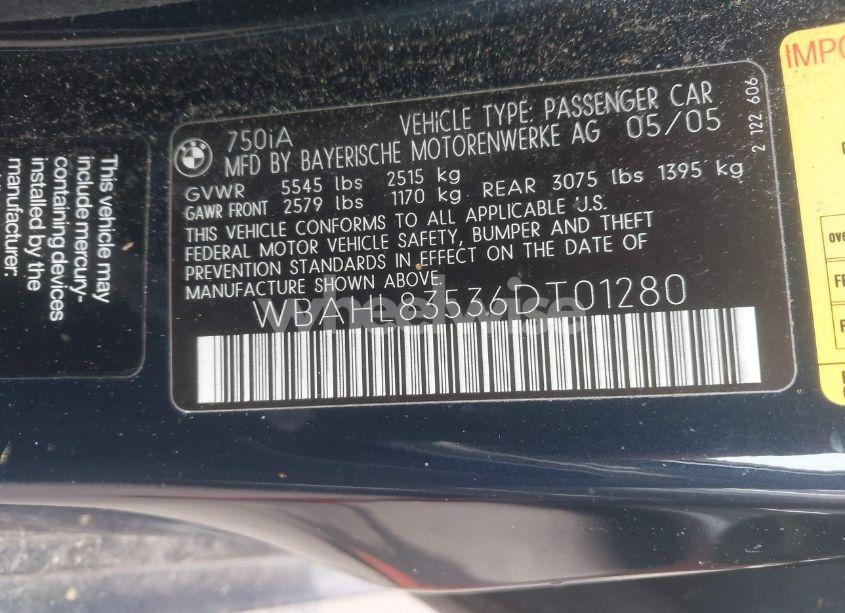 This vehicle may
include mercury-
containing devices
installed by the
manufacturer.
750iA VEHICLE TYPE: PASSENGER CAR
MFD BY BAYERISCHE MOTORENWERKE AG 05/05
GVWR 5545 lbs 2515 kg
GAWR FRONT 2579 lbs 1170 kg REAR 3075 lbs 1395 kg
THIS VEHICLE CONFORMS TO ALL APPLICABLE U.S.
FEDERAL MOTOR VEHICLE SAFETY, BUMPER AND THEFT
PREVENTION STANDARDS IN EFFECT ON THE DATE OF
MANUFACTURE SHOWN ABOVE.
WBAHL83536DT01280
2 122 606
wheelwise
IMPO